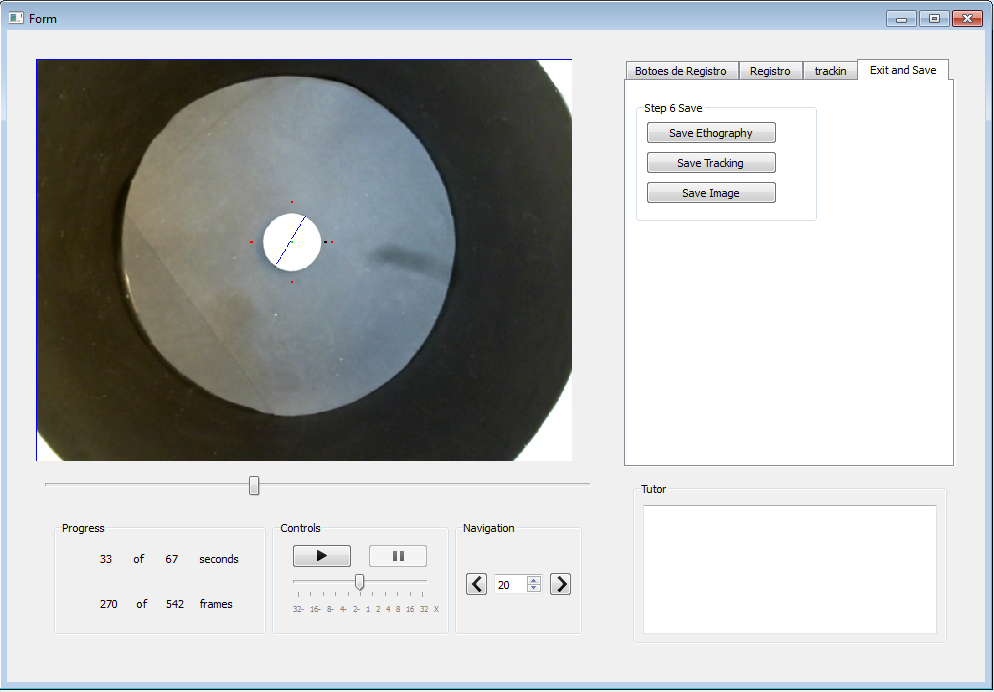 Form
Botoes de Registro Registro trackin Exit and Save
Step 6 Save
Save Ethography
Save Tracking
Save Image
Tutor
Progress
33 of 67 seconds
270 of 542 frames
Controls
32- 16- 8- 4- 2- 1 2 4 8 16 32 X
Navigation
20